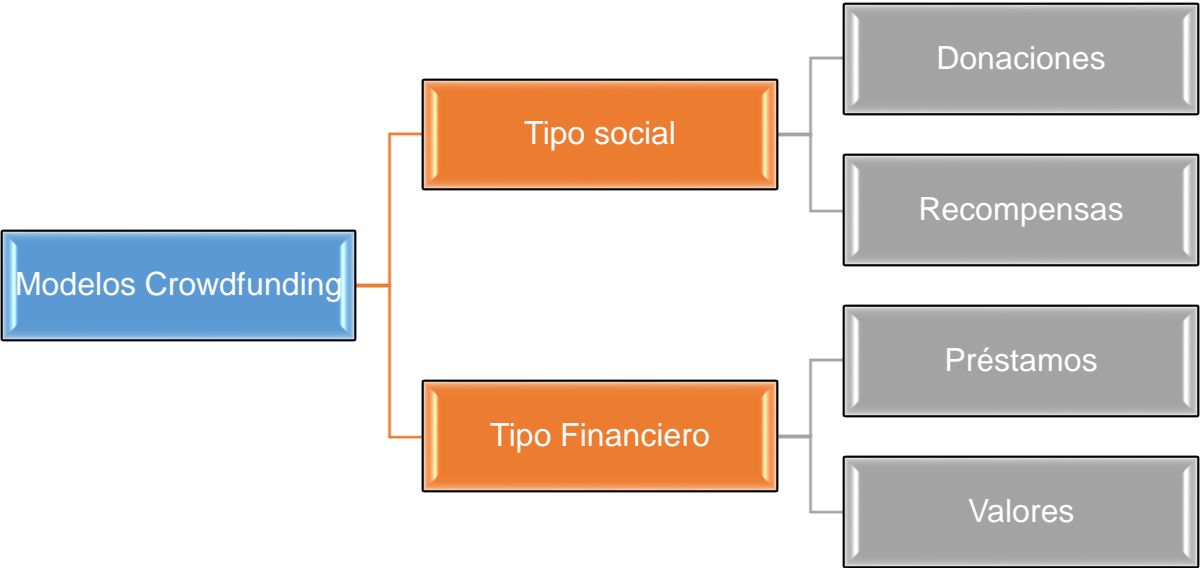 Modelos Crowdfunding
Tipo social
Donaciones
Recompensas
Tipo Financiero
Préstamos
Valores